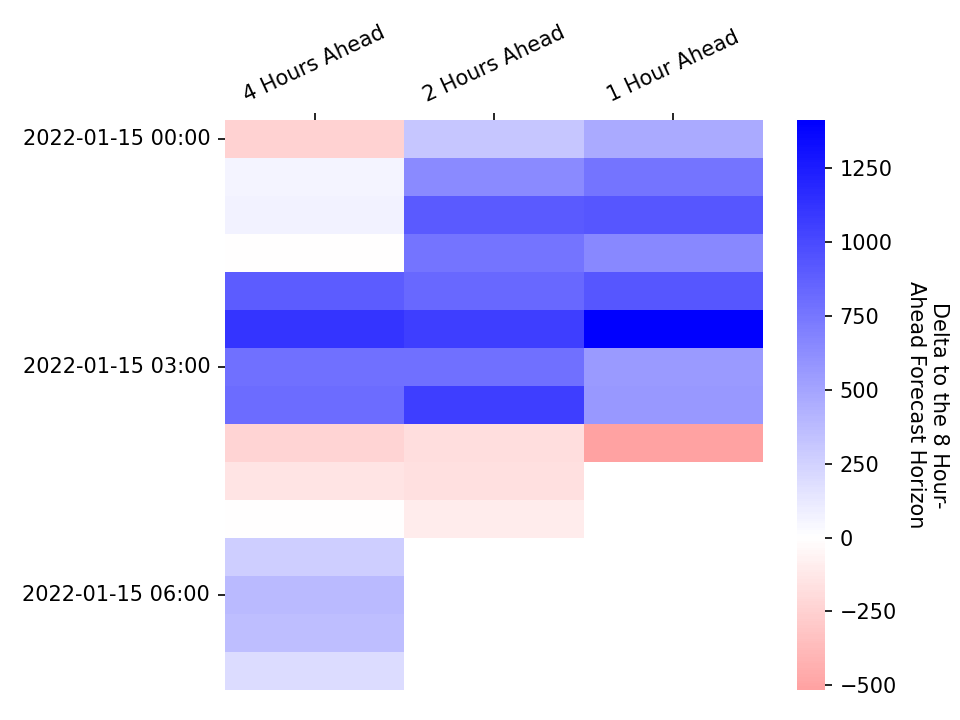 4 Hours Ahead
2 Hours Ahead
1 Hour Ahead
2022-01-15 00:00
2022-01-15 03:00
2022-01-15 06:00
1250
1000
750
500
250
0
−250
−500
Delta to the 8 Hour-
Ahead Forecast Horizon